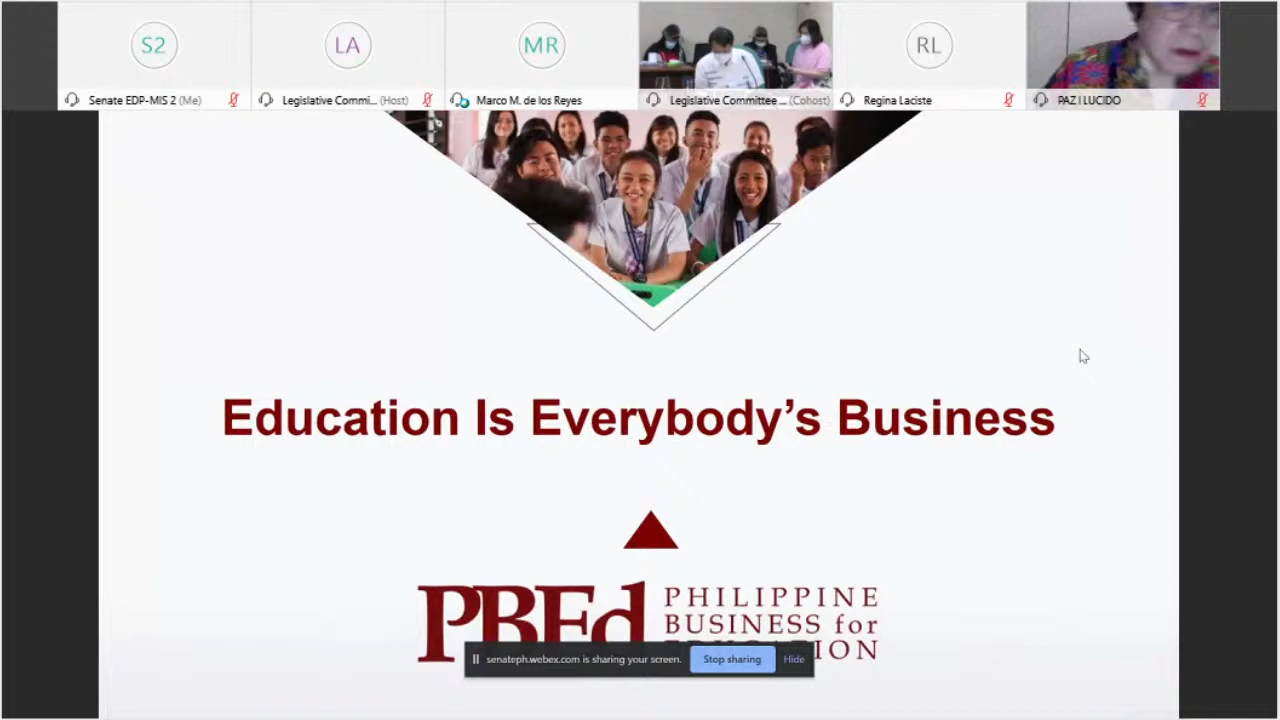 S2
LA
MR
RL
Senate EDP-MIS 2 (Me)
Legislative Commi... (Host)
Marco M. de los Reyes
Legislative Committee ... (Cohost)
Regina Laciste
PAZ I LUCIDO
Education Is Everybody’s Business
PBEd
PHILIPPINE
BUSINESS for
EDUCATION
senateph.webex.com is sharing your screen.
Stop sharing
Hide